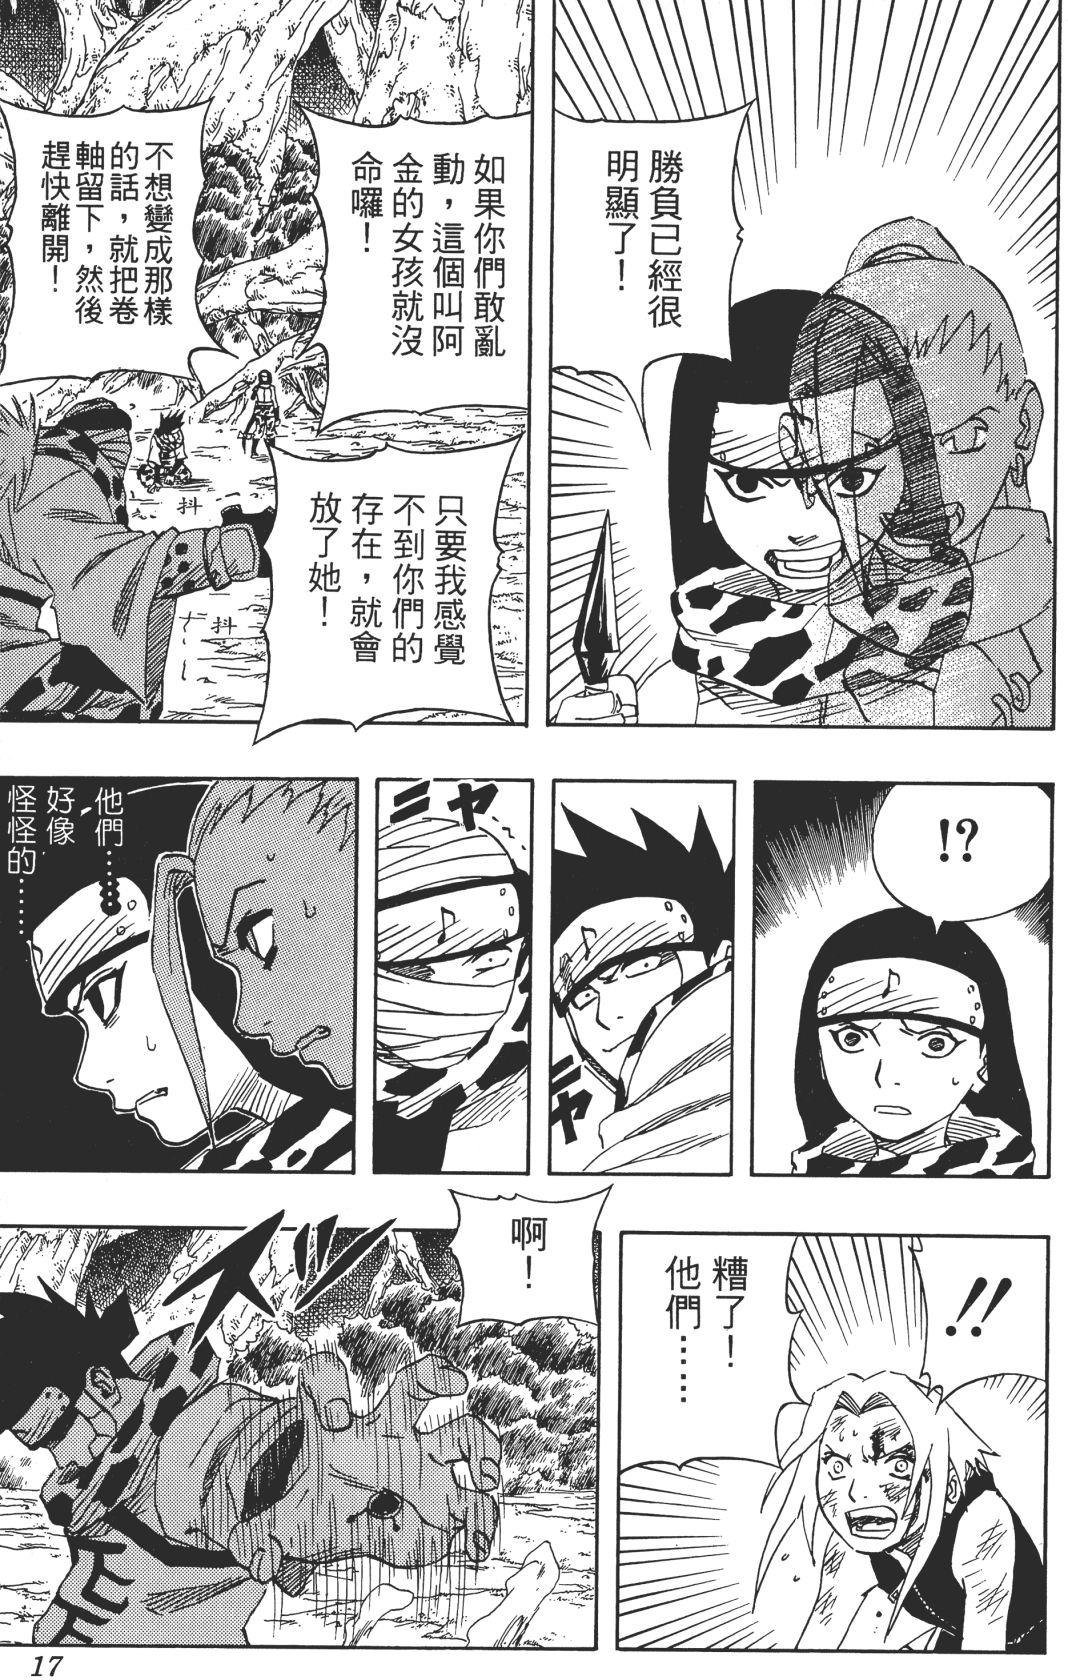 勝負已經很
明顯了！
如果你們敢亂
動，這個叫阿
金的女孩就沒
命囉！
不想變成那樣
的話，就把卷
軸留下，然後
趕快離開！
只要我感覺
不到你們的
存在，就會
放了她！
抖
抖
!?
ニヤ
ニヤ
他們……
好像
怪怪的……
!!
糟了！
他們……
啊！
ズッ
17